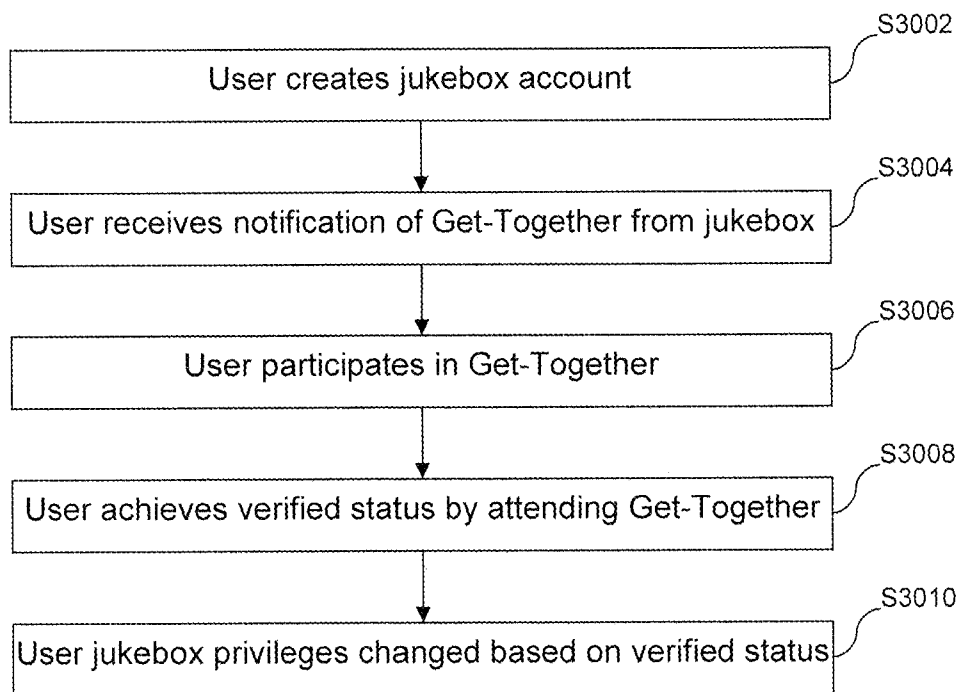 S3002
User creates jukebox account
S3004
User receives notification of Get-Together from jukebox
S3006
User participates in Get-Together
S3008
User achieves verified status by attending Get-Together
S3010
User jukebox privileges changed based on verified status